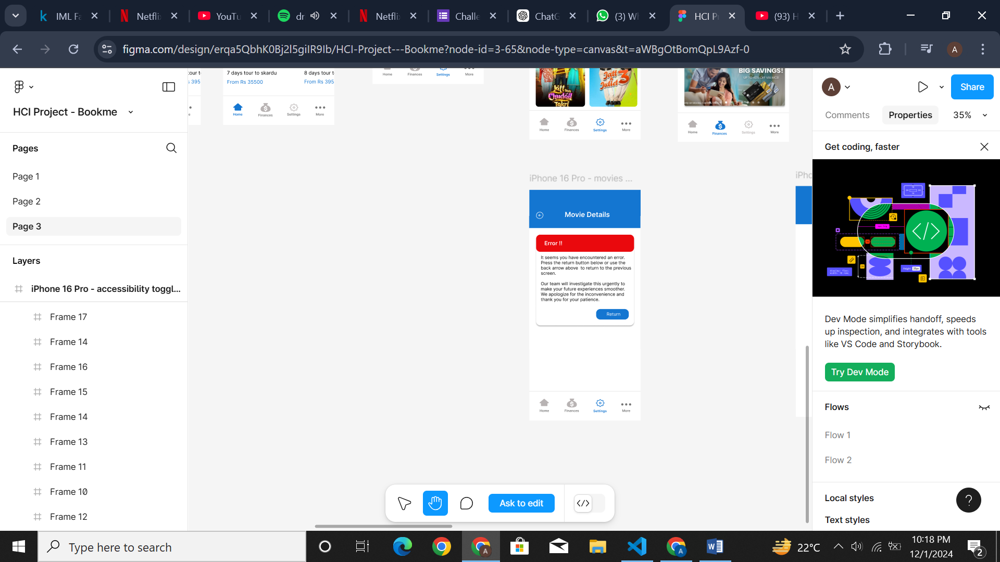 IML Fa
Netflix
YouTu
dr
Netflix
Challe
ChatG
(3) Wh
HCI Pr
(93) H
figma.com/design/erqa5QbhK0Bj2l5giIR9Ib/HCI-Project---Bookme?node-id=3-65&node-type=canvas&t=aWBgOtBomQpL9Azf-0
A
HCI Project - Bookme
Pages
Page 1
Page 2
Page 3
Layers
iPhone 16 Pro - accessibility toggl...
Frame 17
Frame 14
Frame 16
Frame 15
Frame 14
Frame 13
Frame 11
Frame 10
Frame 12
our t
s 395
7 days tour to skardu
From Rs 35500
8 days tour t
From Rs 395
Home
Finances
Settings
More
Home
Finances
Settings
More
Jatt Nuu Chudail Takri
Jatt & Juliet 3
Home
Finances
Settings
More
BIG SAVINGS!
UP TO 40% OFF VIA MCB
Home
Finances
Settings
More
iPhone 16 Pro - movies ...
Movie Details
Error !!
It seems you have encountered an error.
Press the return button below or use the
back arrow above to return to the previous
screen.
Our team will investigate this urgently to
make your future experiences smoother.
We apologize for the inconvenience and
thank you for your patience.
Return
Home
Finances
Settings
More
iPho
Ask to edit
A
Share
Comments
Properties
35%
Get coding, faster
Dev Mode simplifies handoff, speeds
up inspection, and integrates with tools
like VS Code and Storybook.
Try Dev Mode
Flows
Flow 1
Flow 2
Local styles
Text styles
?
Type here to search
22°C
10:18 PM
12/1/2024
2